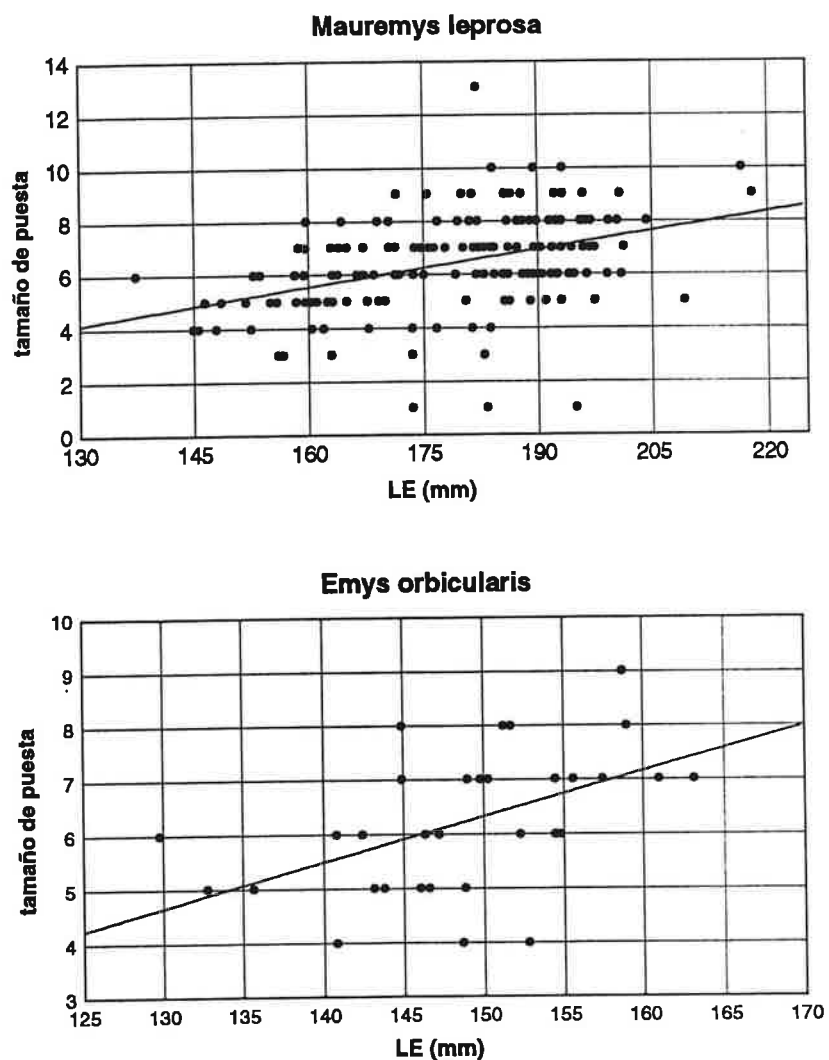 Mauremys leprosa
14
12
10
8
6
4
2
0
tamaño de puesta
130 145 160 175 190 205 220
LE (mm)
Emys orbicularis
10
9
8
7
6
5
4
3
tamaño de puesta
125 130 135 140 145 150 155 160 165 170
LE (mm)